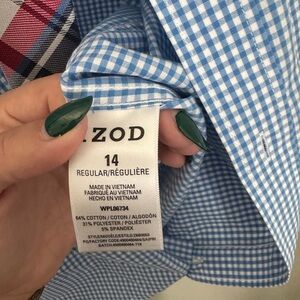 IZOD
14
REGULAR/RÉGULIÈRE
MADE IN VIETNAM
FABRIQUÉ AU VIETNAM
HECHO EN VIETNAM
WPL06734
64% COTTON / COTON / ALGODÓN
31% POLYESTER / POLIÉSTER
5% SPANDEX